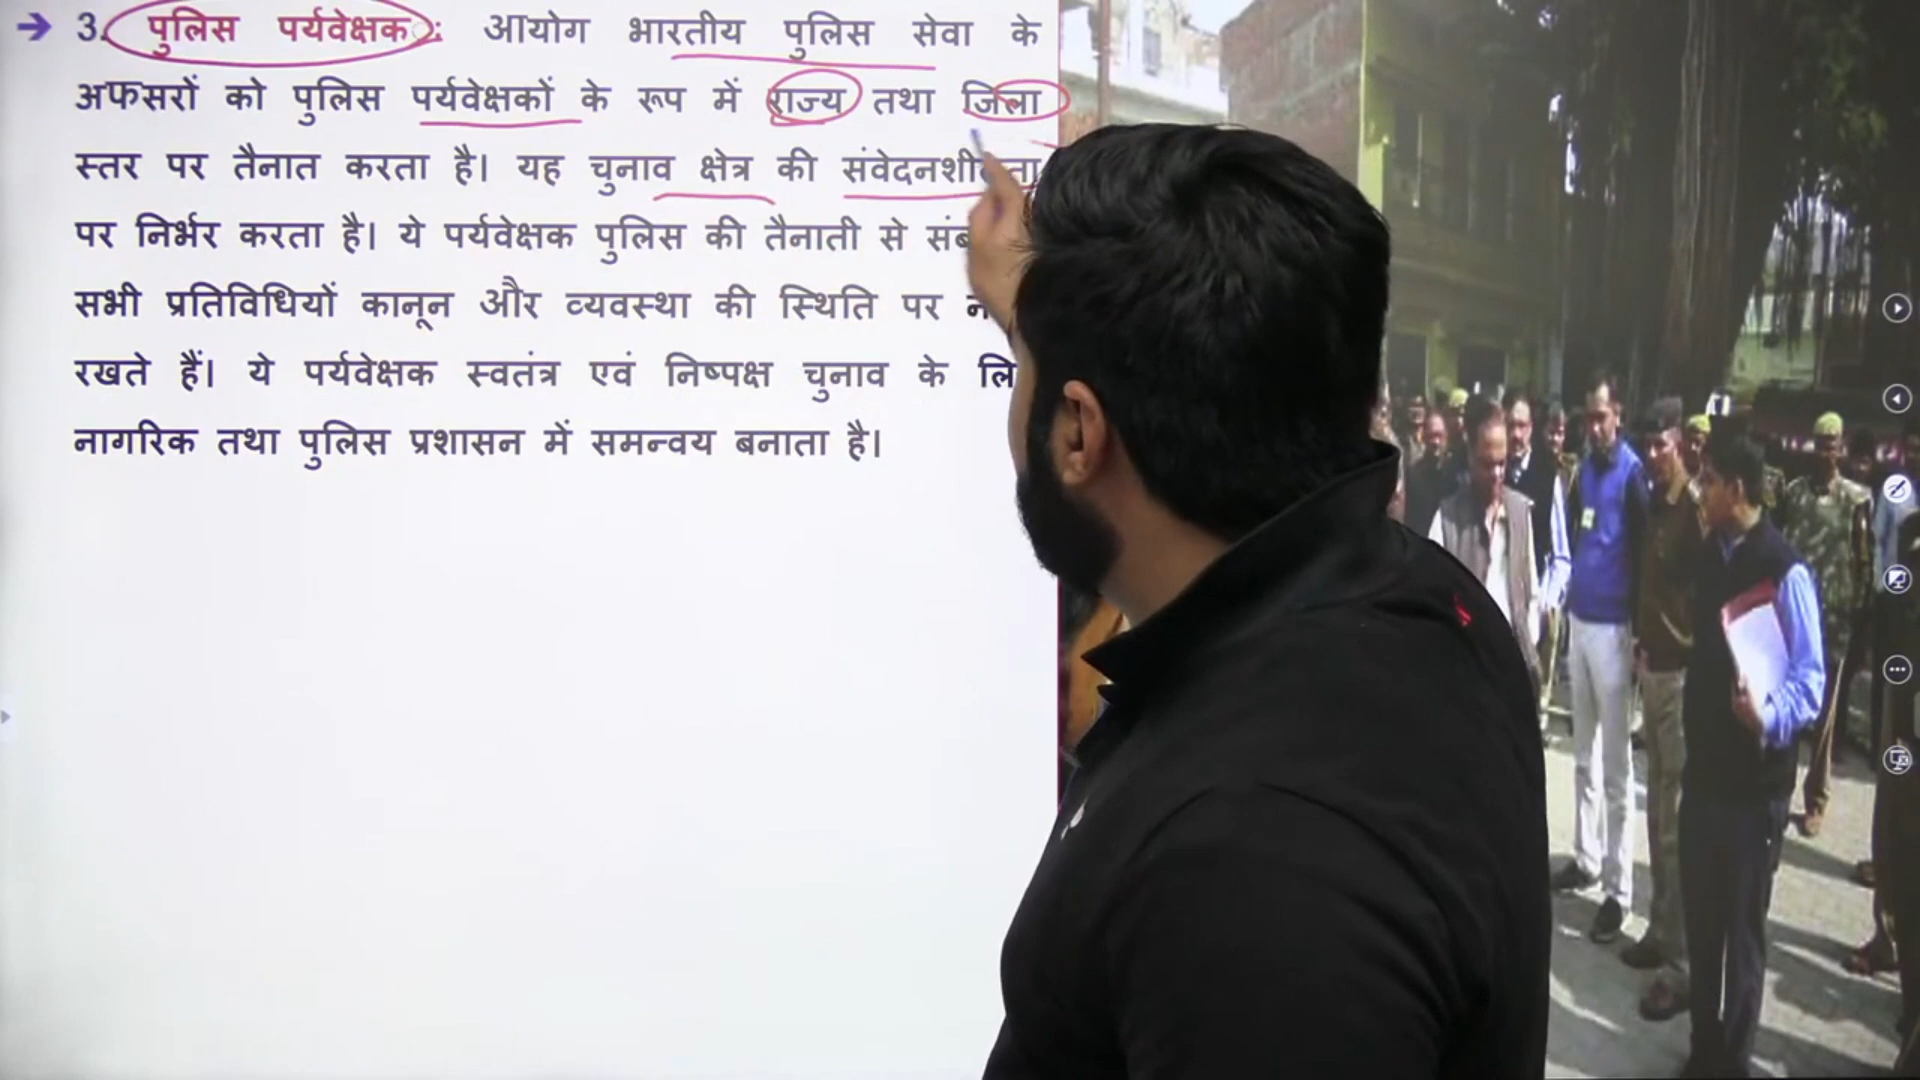 3. पुलिस पर्यवेक्षक: आयोग भारतीय पुलिस सेवा के
अफसरों को पुलिस पर्यवेक्षकों के रूप में राज्य तथा जिला
स्तर पर तैनात करता है। यह चुनाव क्षेत्र की संवेदनशीलता
पर निर्भर करता है। ये पर्यवेक्षक पुलिस की तैनाती से
सभी प्रतिविधियों कानून और व्यवस्था की स्थिति पर
रखते हैं। ये पर्यवेक्षक स्वतंत्र एवं निष्पक्ष चुनाव के
नागरिक तथा पुलिस प्रशासन में समन्वय बनाता है।